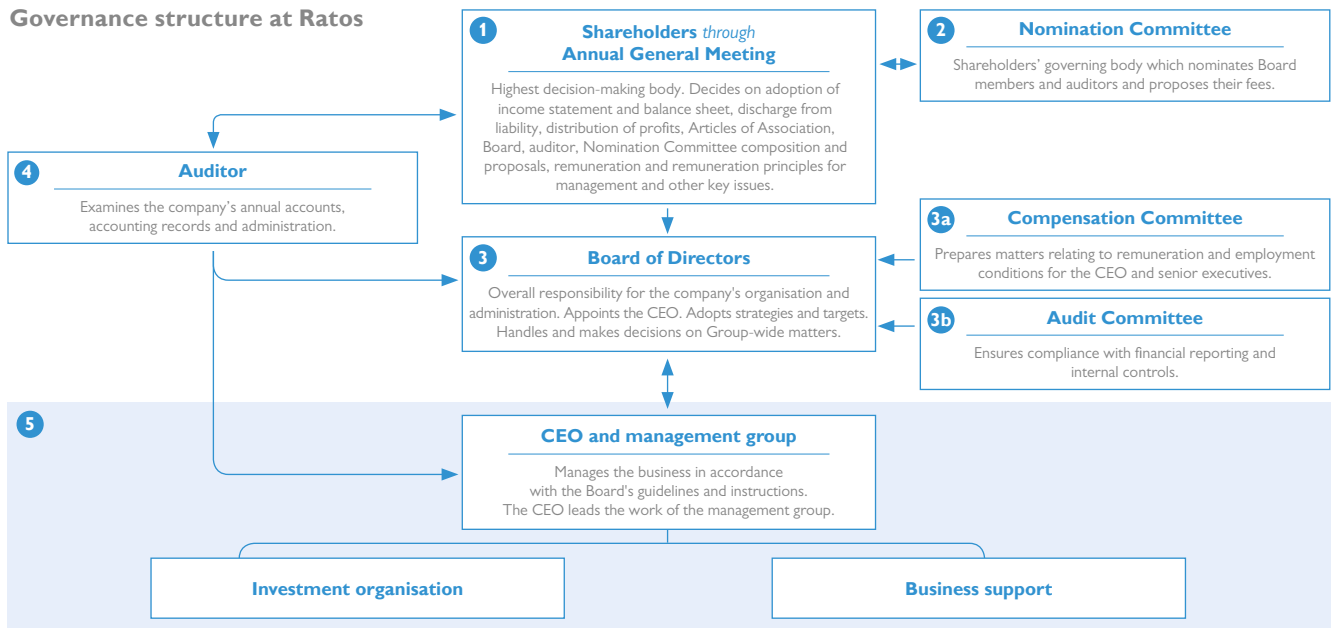 Governance structure at Ratos
1
Shareholders through
Annual General Meeting
Highest decision-making body. Decides on adoption of
income statement and balance sheet, discharge from
liability, distribution of profits, Articles of Association,
Board, auditor, Nomination Committee composition and
proposals, remuneration and remuneration principles for
management and other key issues.
2
Nomination Committee
Shareholders' governing body which nominates Board
members and auditors and proposes their fees.
4
Auditor
Examines the company's annual accounts,
accounting records and administration.
3
Board of Directors
Overall responsibility for the company's organisation and
administration. Appoints the CEO. Adopts strategies and targets.
Handles and makes decisions on Group-wide matters.
3a
Compensation Committee
Prepares matters relating to remuneration and employment
conditions for the CEO and senior executives.
3b
Audit Committee
Ensures compliance with financial reporting and
internal controls.
5
CEO and management group
Manages the business in accordance
with the Board's guidelines and instructions.
The CEO leads the work of the management group.
Investment organisation
Business support